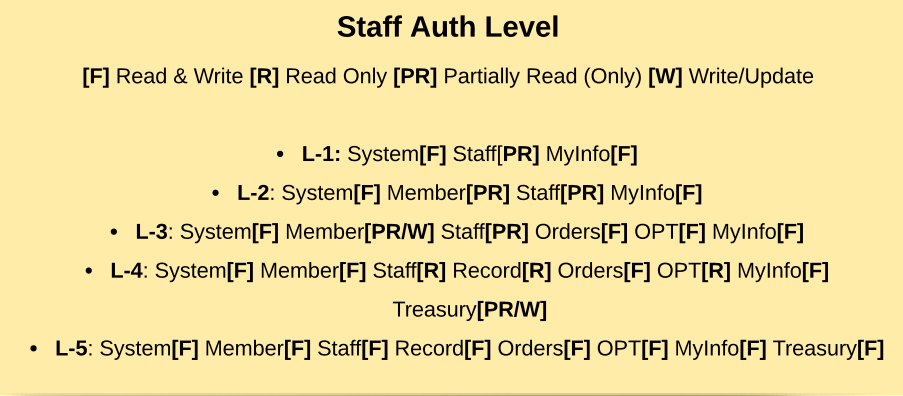 Staff Auth Level
[F] Read & Write [R] Read Only [PR] Partially Read (Only) [W] Write/Update
• L-1: System[F] Staff[PR] MyInfo[F]
• L-2: System[F] Member[PR] Staff[PR] MyInfo[F]
• L-3: System[F] Member[PR/W] Staff[PR] Orders[F] OPT[F] MyInfo[F]
• L-4: System[F] Member[F] Staff[R] Record[R] Orders[F] OPT[R] MyInfo[F]
Treasury[PR/W]
• L-5: System[F] Member[F] Staff[F] Record[F] Orders[F] OPT[F] MyInfo[F] Treasury[F]